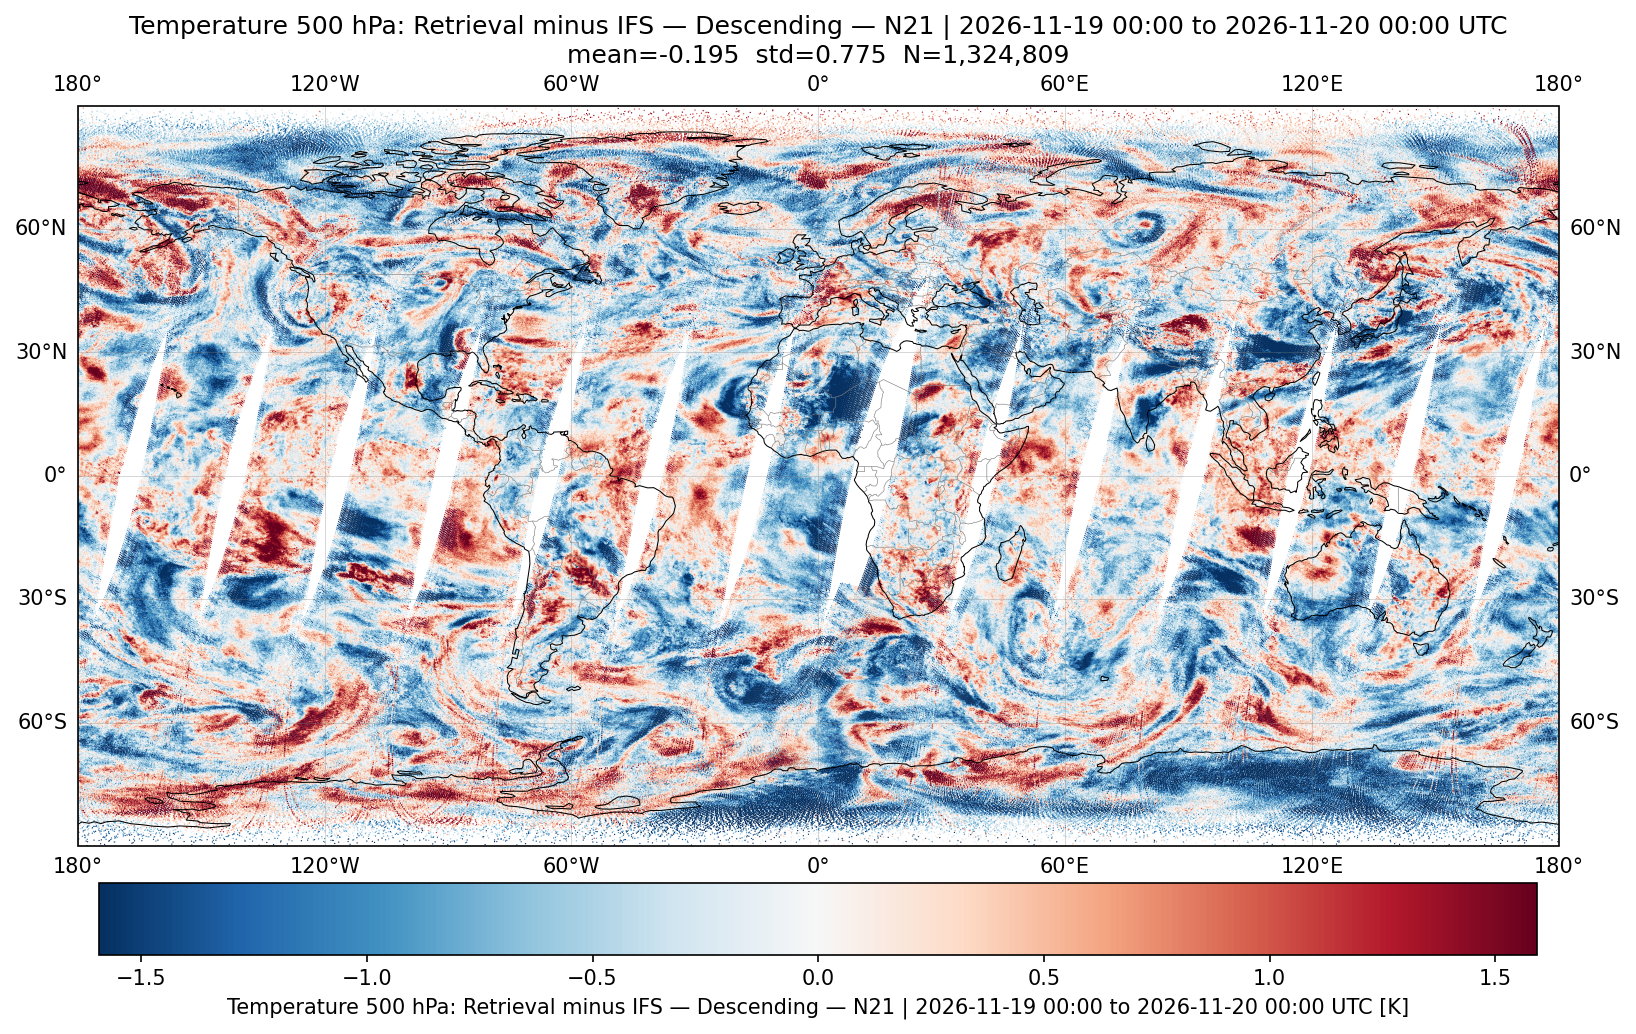 Temperature 500 hPa: Retrieval minus IFS — Descending — N21 | 2026-11-19 00:00 to 2026-11-20 00:00 UTC
mean=-0.195 std=0.775 N=1,324,809
180° 120°W 60°W 0° 60°E 120°E 180°
60°N 60°N
30°N 30°N
0° 0°
30°S 30°S
60°S 60°S
180° 120°W 60°W 0° 60°E 120°E 180°
−1.5 −1.0 −0.5 0.0 0.5 1.0 1.5
Temperature 500 hPa: Retrieval minus IFS — Descending — N21 | 2026-11-19 00:00 to 2026-11-20 00:00 UTC [K]